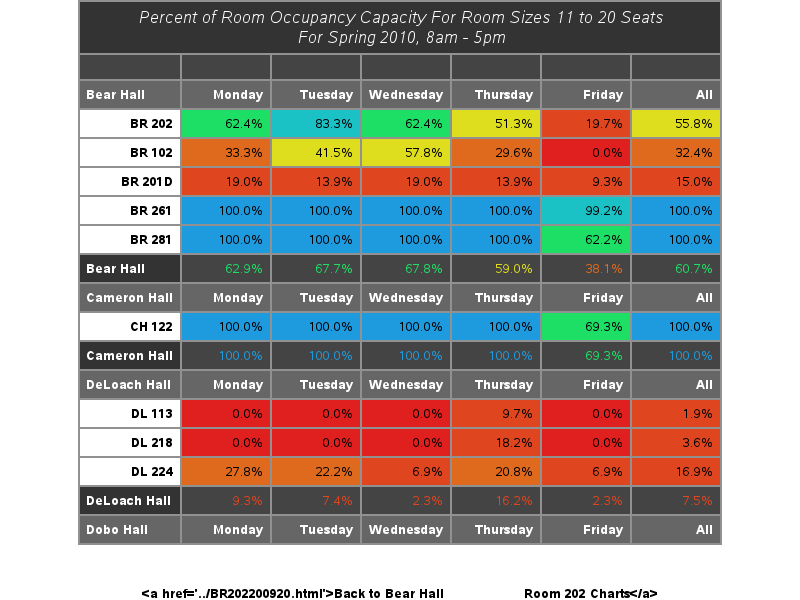 Percent of Room Occupancy Capacity For Room Sizes 11 to 20 Seats
For Spring 2010, 8am - 5pm
Bear Hall Monday Tuesday Wednesday Thursday Friday All
BR 202 62.4% 83.3% 62.4% 51.3% 19.7% 55.8%
BR 102 33.3% 41.5% 57.8% 29.6% 0.0% 32.4%
BR 201D 19.0% 13.9% 19.0% 13.9% 9.3% 15.0%
BR 261 100.0% 100.0% 100.0% 100.0% 99.2% 100.0%
BR 281 100.0% 100.0% 100.0% 100.0% 62.2% 100.0%
Bear Hall 62.9% 67.7% 67.8% 59.0% 38.1% 60.7%
Cameron Hall Monday Tuesday Wednesday Thursday Friday All
CH 122 100.0% 100.0% 100.0% 100.0% 69.3% 100.0%
Cameron Hall 100.0% 100.0% 100.0% 100.0% 69.3% 100.0%
DeLoach Hall Monday Tuesday Wednesday Thursday Friday All
DL 113 0.0% 0.0% 0.0% 9.7% 0.0% 1.9%
DL 218 0.0% 0.0% 0.0% 18.2% 0.0% 3.6%
DL 224 27.8% 22.2% 6.9% 20.8% 6.9% 16.9%
DeLoach Hall 9.3% 7.4% 2.3% 16.2% 2.3% 7.5%
Dobo Hall Monday Tuesday Wednesday Thursday Friday All
<a href='../BR202200920.html'>Back to Bear Hall Room 202 Charts</a>